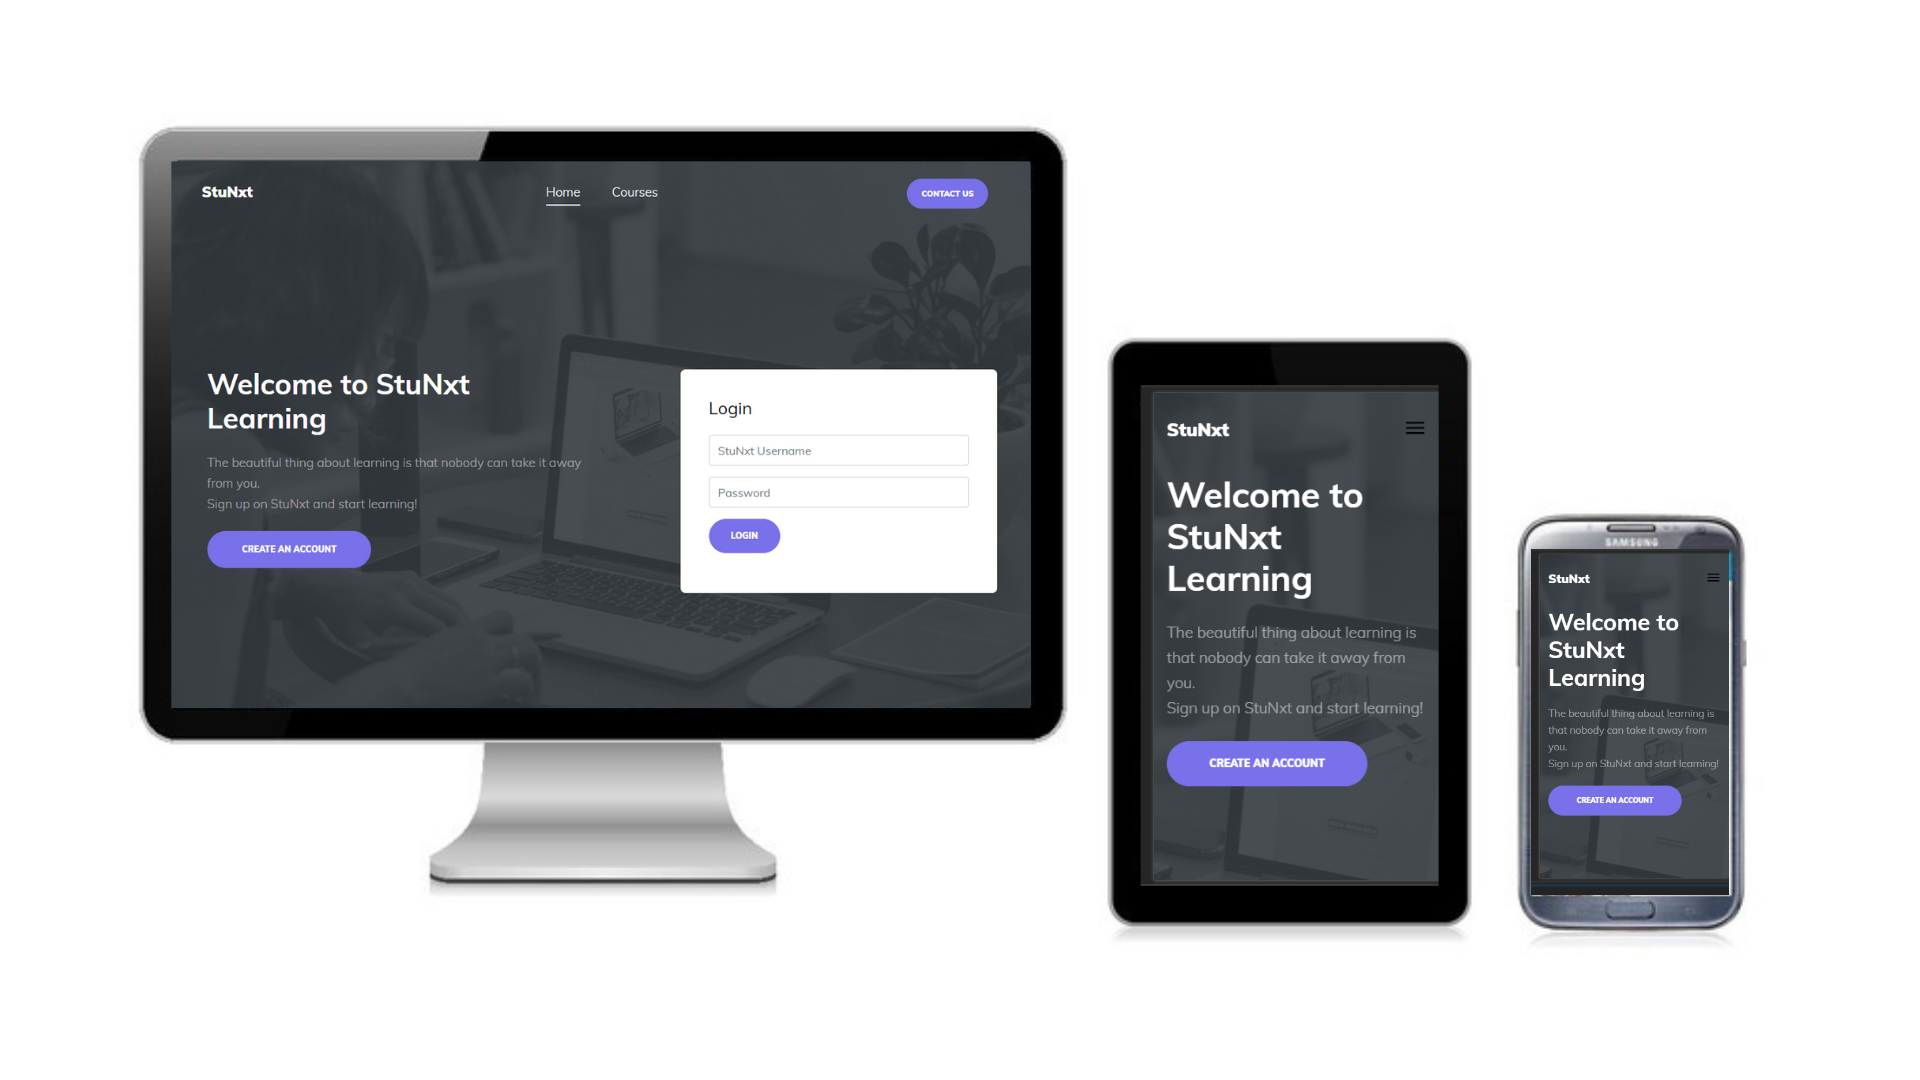 StuNxt
Home
Courses
CONTACT US
Welcome to StuNxt
Learning
The beautiful thing about learning is that nobody can take it away
from you.
Sign up on StuNxt and start learning!
CREATE AN ACCOUNT
Login
StuNxt Username
Password
LOGIN
StuNxt
Welcome to
StuNxt
Learning
The beautiful thing about learning is
that nobody can take it away from
you.
Sign up on StuNxt and start learning!
CREATE AN ACCOUNT
SAMSUNG
StuNxt
Welcome to
StuNxt
Learning
The beautiful thing about learning is
that nobody can take it away from
you.
Sign up on StuNxt and start learning!
CREATE AN ACCOUNT